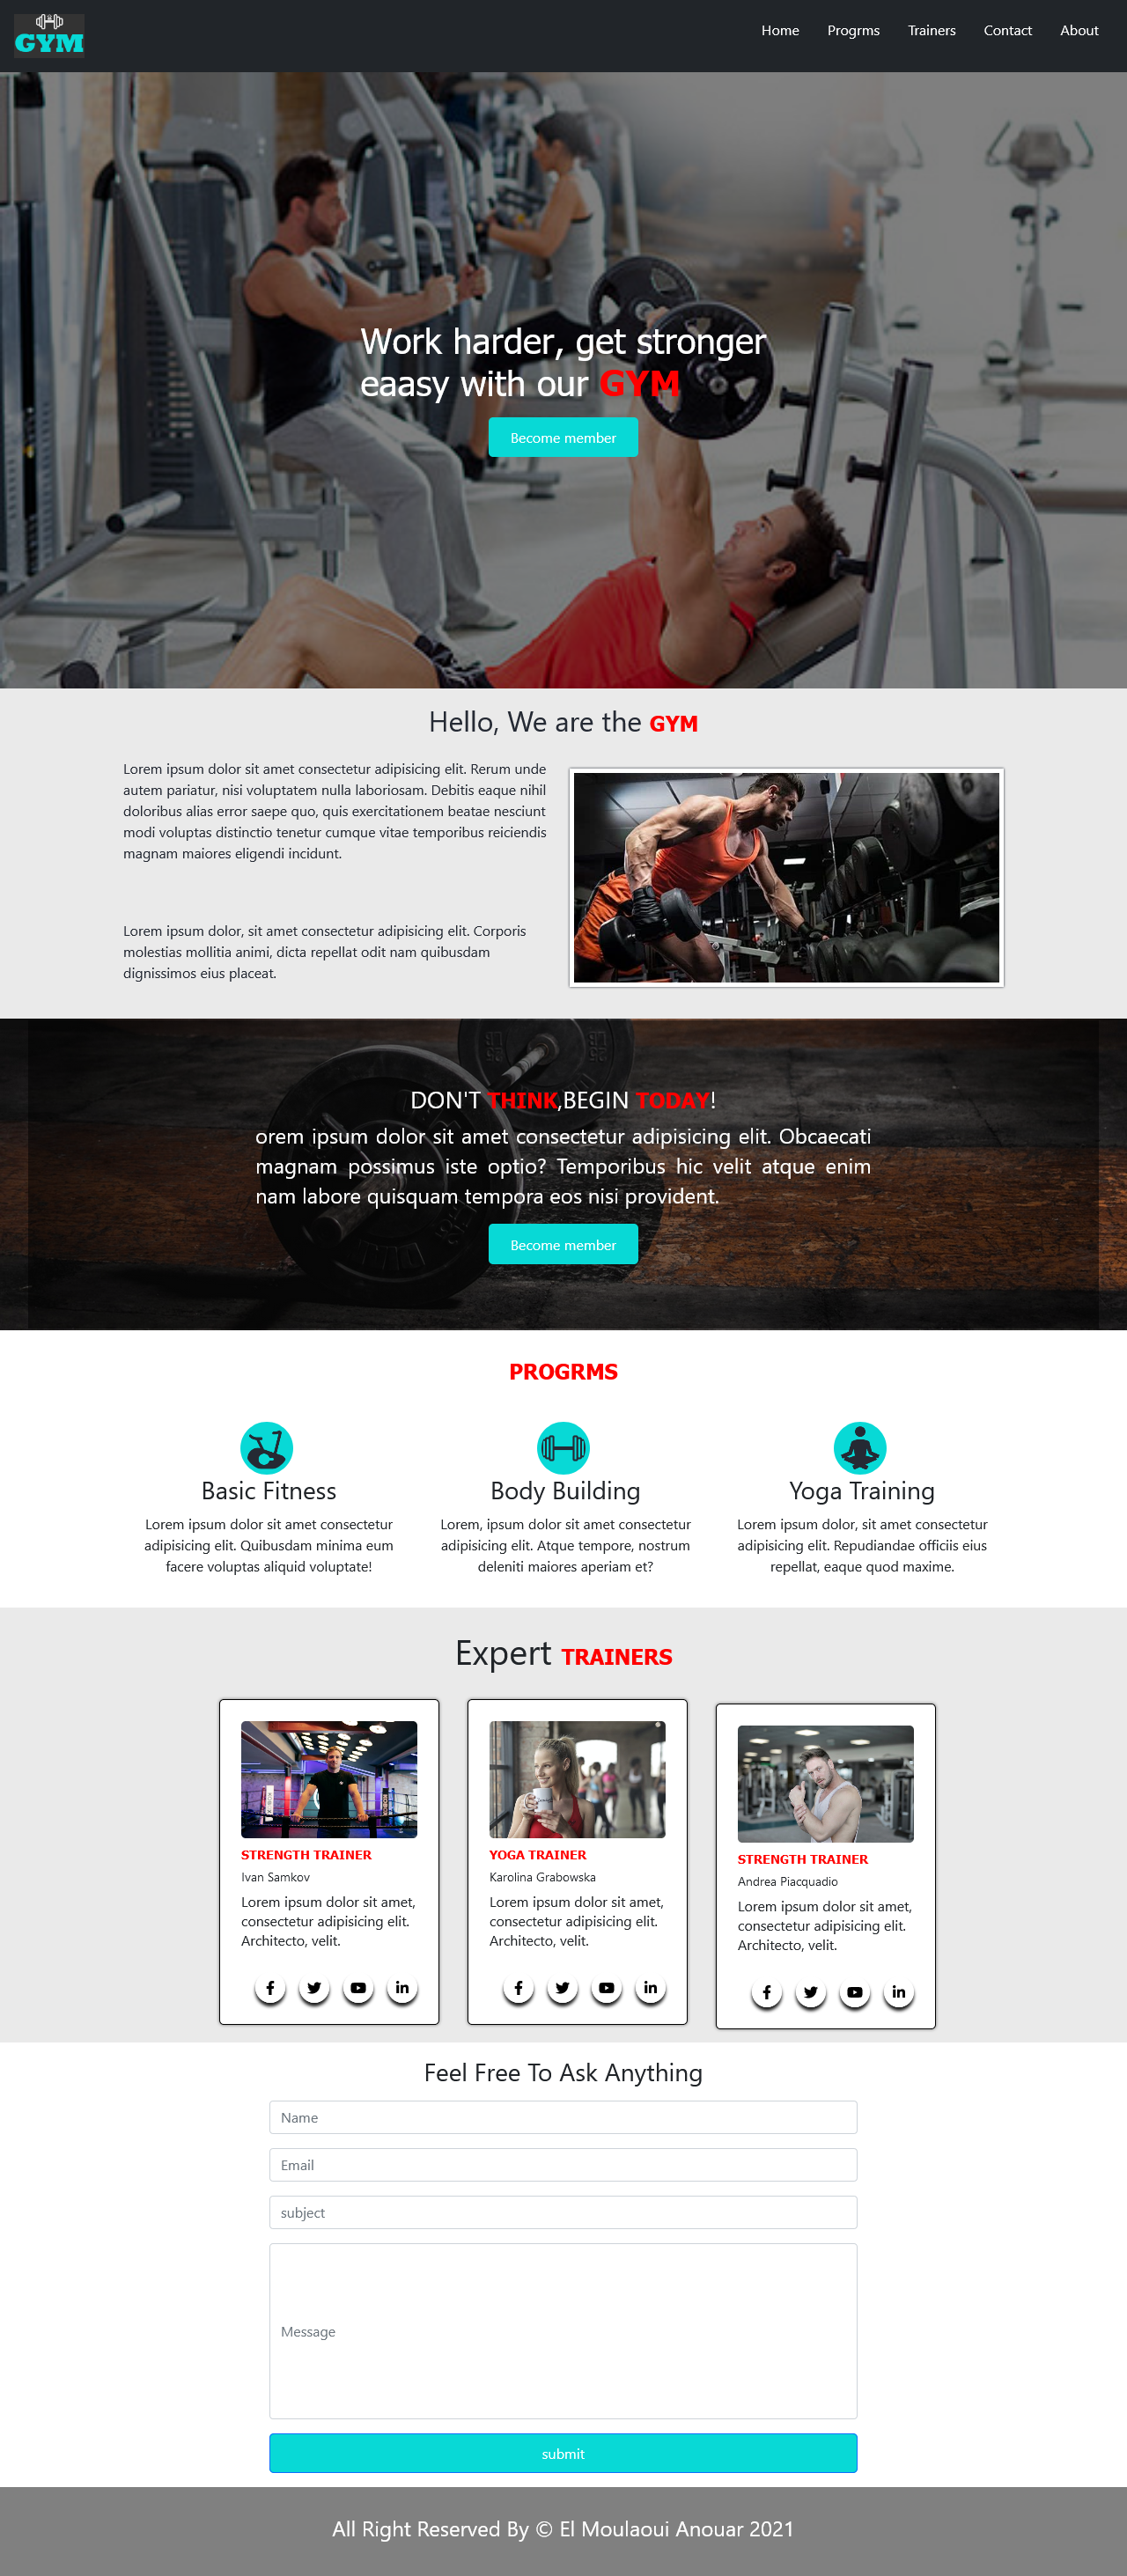 GYM
Home Progrms Trainers Contact About
Work harder, get stronger
eaasy with our GYM
Become member
Hello, We are the GYM
Lorem ipsum dolor sit amet consectetur adipisicing elit. Rerum unde
autem pariatur, nisi voluptatem nulla laboriosam. Debitis eaque nihil
doloribus alias error saepe quo, quis exercitationem beatae nesciunt
modi voluptas distinctio tenetur cumque vitae temporibus reiciendis
magnam maiores eligendi incidunt.
Lorem ipsum dolor, sit amet consectetur adipisicing elit. Corporis
molestias mollitia animi, dicta repellat odit nam quibusdam
dignissimos eius placeat.
DON'T THINK,BEGIN TODAY!
orem ipsum dolor sit amet consectetur adipisicing elit. Obcaecati
magnam possimus iste optio? Temporibus hic velit atque enim
nam labore quisquam tempora eos nisi provident.
Become member
PROGRMS
Basic Fitness
Lorem ipsum dolor sit amet consectetur
adipisicing elit. Quibusdam minima eum
facere voluptas aliquid voluptate!
Body Building
Lorem, ipsum dolor sit amet consectetur
adipisicing elit. Atque tempore, nostrum
deleniti maiores aperiam et?
Yoga Training
Lorem ipsum dolor, sit amet consectetur
adipisicing elit. Repudiandae officiis eius
repellat, eaque quod maxime.
Expert TRAINERS
STRENGTH TRAINER
Ivan Samkov
Lorem ipsum dolor sit amet,
consectetur adipisicing elit.
Architecto, velit.
YOGA TRAINER
Karolina Grabowska
Lorem ipsum dolor sit amet,
consectetur adipisicing elit.
Architecto, velit.
STRENGTH TRAINER
Andrea Piacquadio
Lorem ipsum dolor sit amet,
consectetur adipisicing elit.
Architecto, velit.
Feel Free To Ask Anything
Name
Email
subject
Message
submit
All Right Reserved By © El Moulaoui Anouar 2021